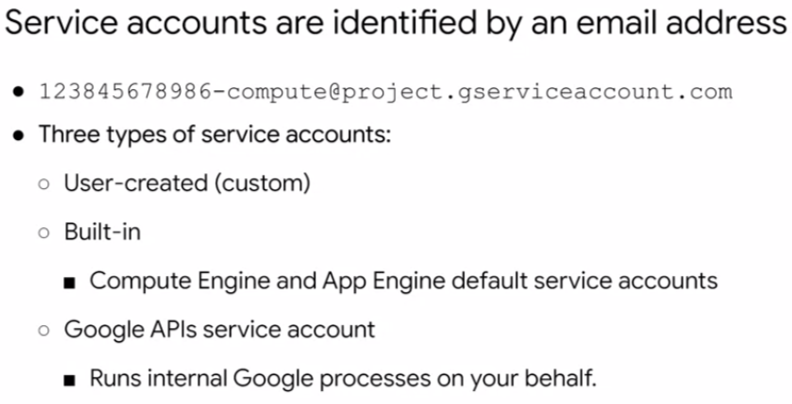 Service accounts are identified by an email address
● 123845678986-compute@project.gserviceaccount.com
● Three types of service accounts:
○ User-created (custom)
○ Built-in
■ Compute Engine and App Engine default service accounts
○ Google APIs service account
■ Runs internal Google processes on your behalf.